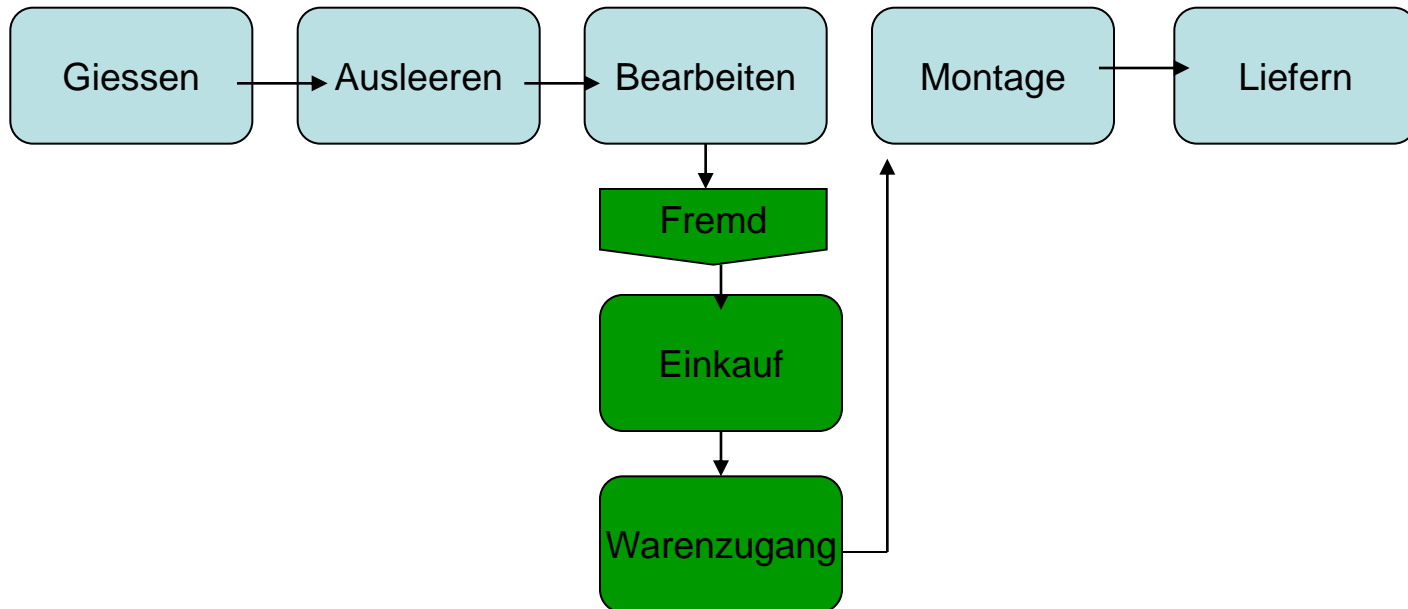 Giessen
Ausleeren
Bearbeiten
Montage
Liefern
Fremd
Einkauf
Warenzugang